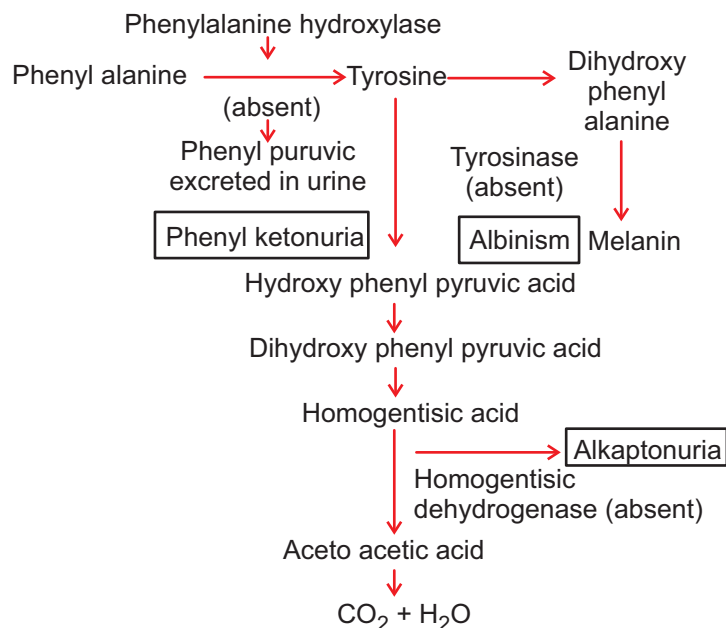 Phenylalanine hydroxylase
Phenyl alanine
Tyrosine
Dihydroxy
phenyl
alanine
(absent)
Phenyl puruvic
excreted in urine
Tyrosinase
(absent)
Phenyl ketonuria
Albinism
Melanin
Hydroxy phenyl pyruvic acid
Dihydroxy phenyl pyruvic acid
Homogentisic acid
Alkaptonuria
Homogentisic
dehydrogenase (absent)
Aceto acetic acid
CO₂ + H₂O